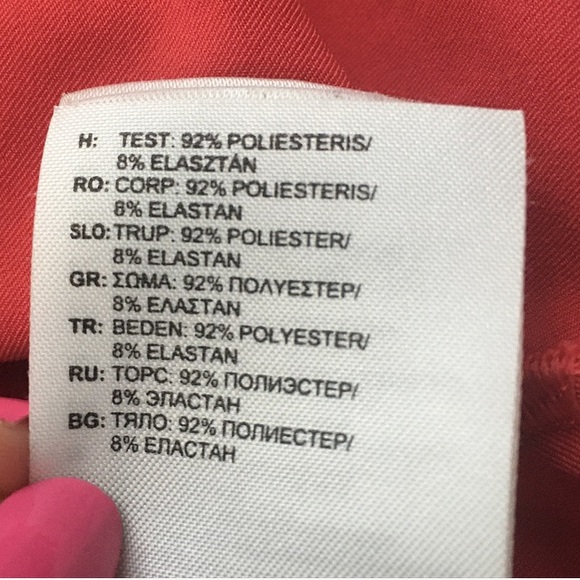 H: TEST: 92% POLIESTERIS/
8% ELASZTÁN
RO: CORP: 92% POLIESTERIS/
8% ELASTAN
SLO: TRUP: 92% POLIESTER/
8% ELASTAN
GR: ΣΩΜΑ: 92% ΠΟΛΥΕΣΤΕΡ/
8% ΕΛΑΣΤΑΝ
TR: BEDEN: 92% POLYESTER/
8% ELASTAN
RU: ТОРС: 92% ПОЛИЭСТЕР/
8% ЭЛАСТАН
BG: ТЯЛО: 92% ПОЛИЕСТЕР/
8% ЕЛАСТАН